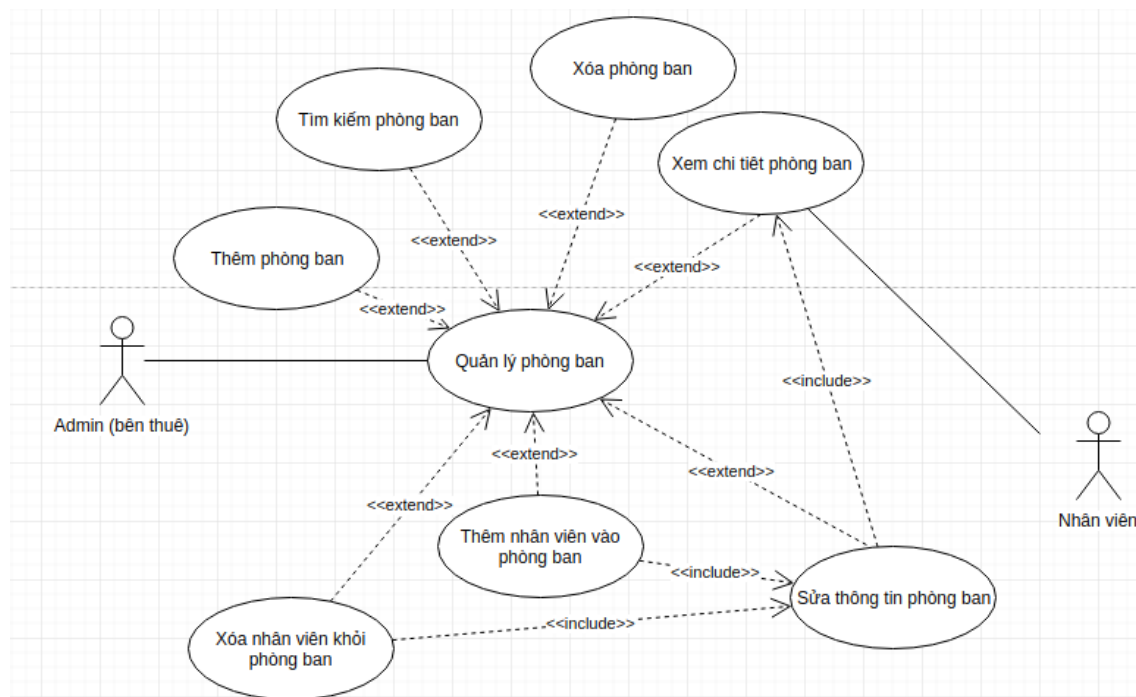 Xóa phòng ban
Tìm kiếm phòng ban
Xem chi tiêt phòng ban
<<extend>>
<<extend>>
Thêm phòng ban
<<extend>>
<<extend>>
Quản lý phòng ban
<<include>>
Admin (bên thuê)
<<extend>>
<<extend>>
<<extend>>
Nhân viên
Thêm nhân viên vào
phòng ban
<<include>>
Sửa thông tin phòng ban
<<include>>
Xóa nhân viên khỏi
phòng ban